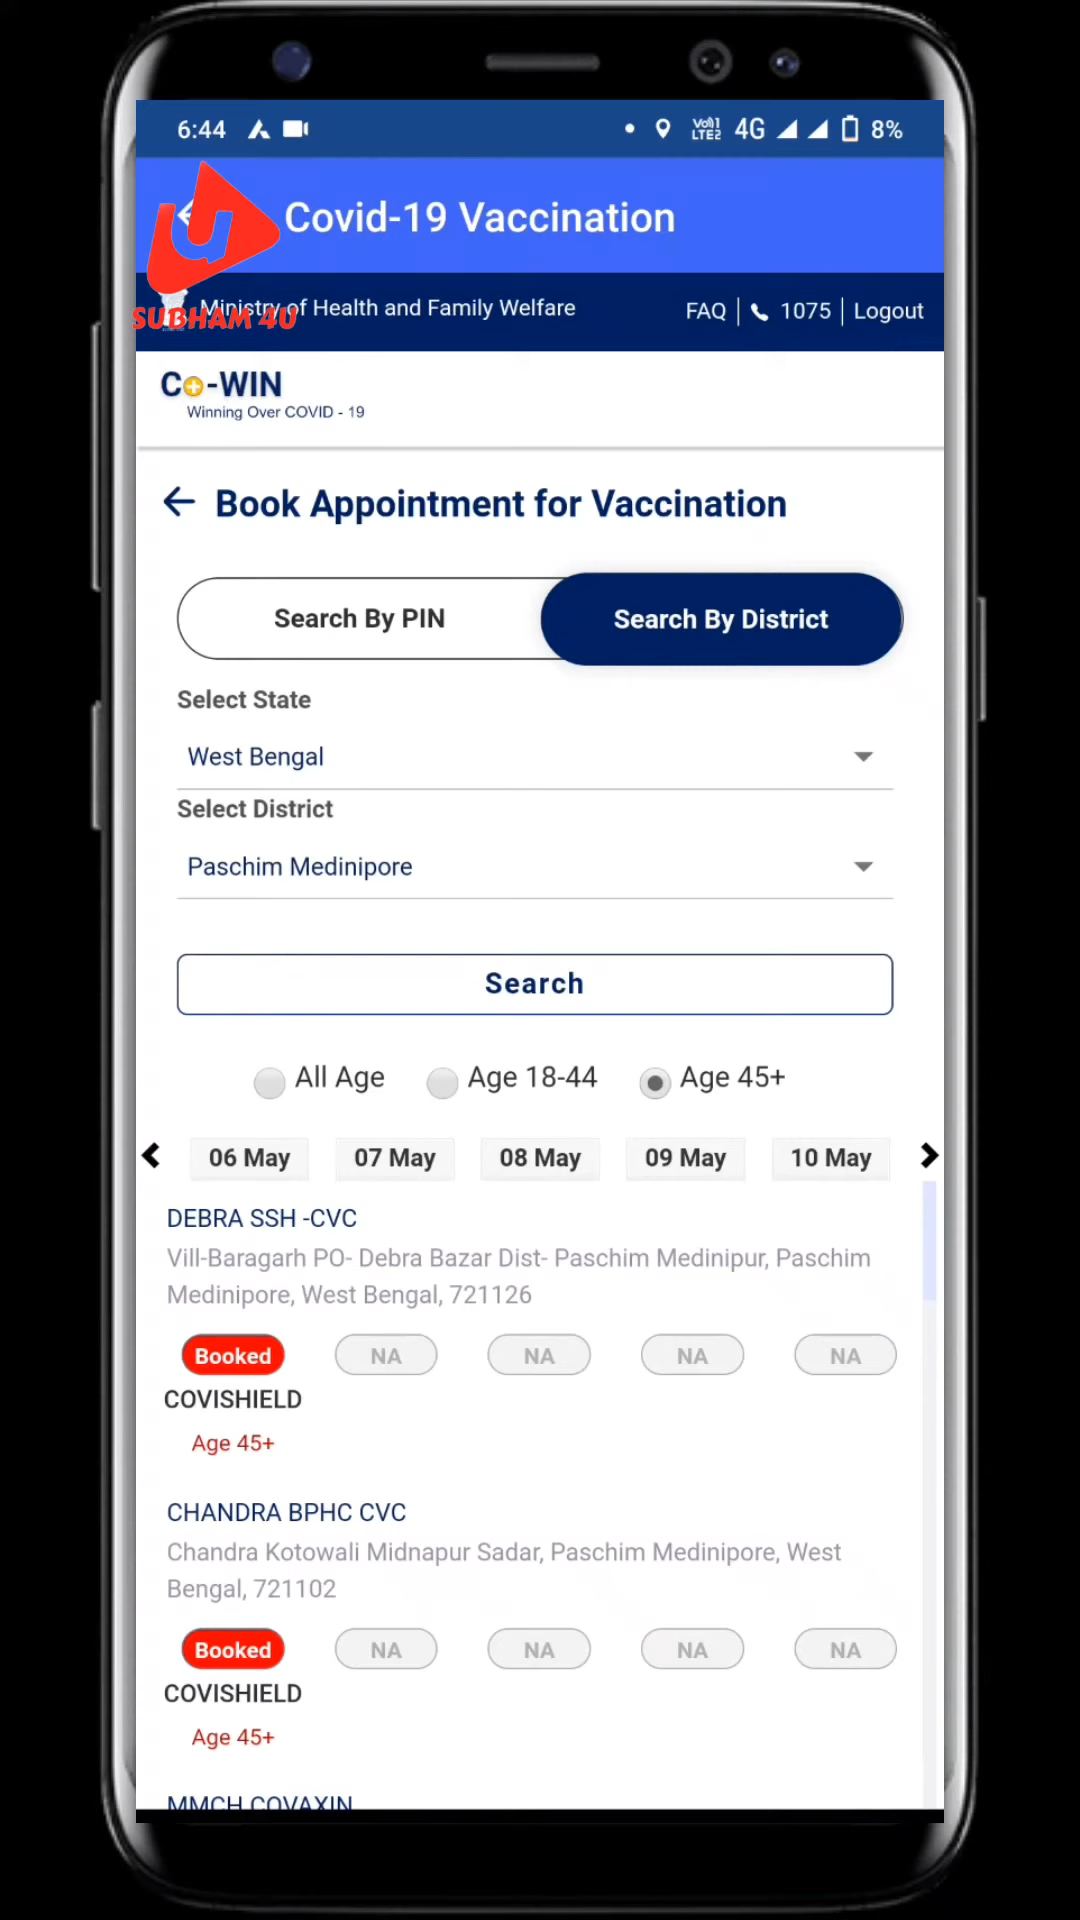 6:44 Vo)) 1 LTE2 4G 8%
Covid-19 Vaccination
SUBHAM 4U
Ministry of Health and Family Welfare FAQ 1075 Logout
Co-WIN
Winning Over COVID - 19
Book Appointment for Vaccination
Search By PIN Search By District
Select State
West Bengal
Select District
Paschim Medinipore
Search
All Age Age 18-44 Age 45+
06 May 07 May 08 May 09 May 10 May
DEBRA SSH -CVC
Vill-Baragarh PO- Debra Bazar Dist- Paschim Medinipur, Paschim
Medinipore, West Bengal, 721126
Booked NA NA NA NA
COVISHIELD
Age 45+
CHANDRA BPHC CVC
Chandra Kotowali Midnapur Sadar, Paschim Medinipore, West
Bengal, 721102
Booked NA NA NA NA
COVISHIELD
Age 45+
MMCH COVAXIN